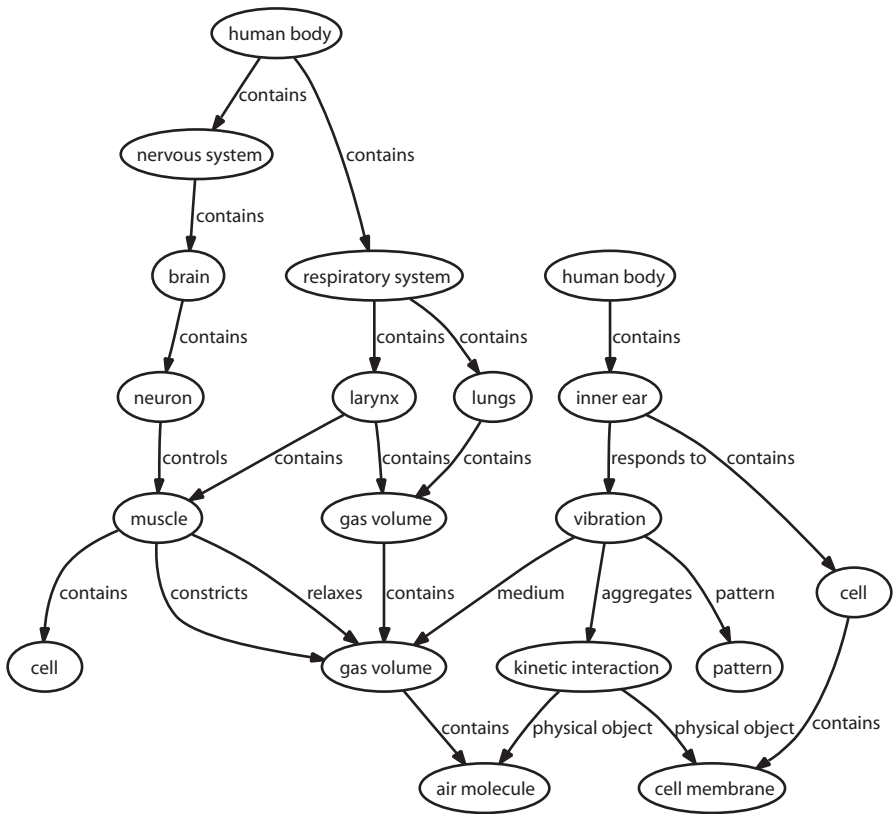 human body
contains
nervous system
contains
contains
brain
respiratory system
human body
contains
contains
contains
contains
neuron
larynx
lungs
inner ear
controls
contains
contains
contains
responds to
contains
muscle
gas volume
vibration
contains
constricts
relaxes
contains
medium
aggregates
pattern
cell
cell
gas volume
kinetic interaction
pattern
contains
physical object
physical object
contains
air molecule
cell membrane